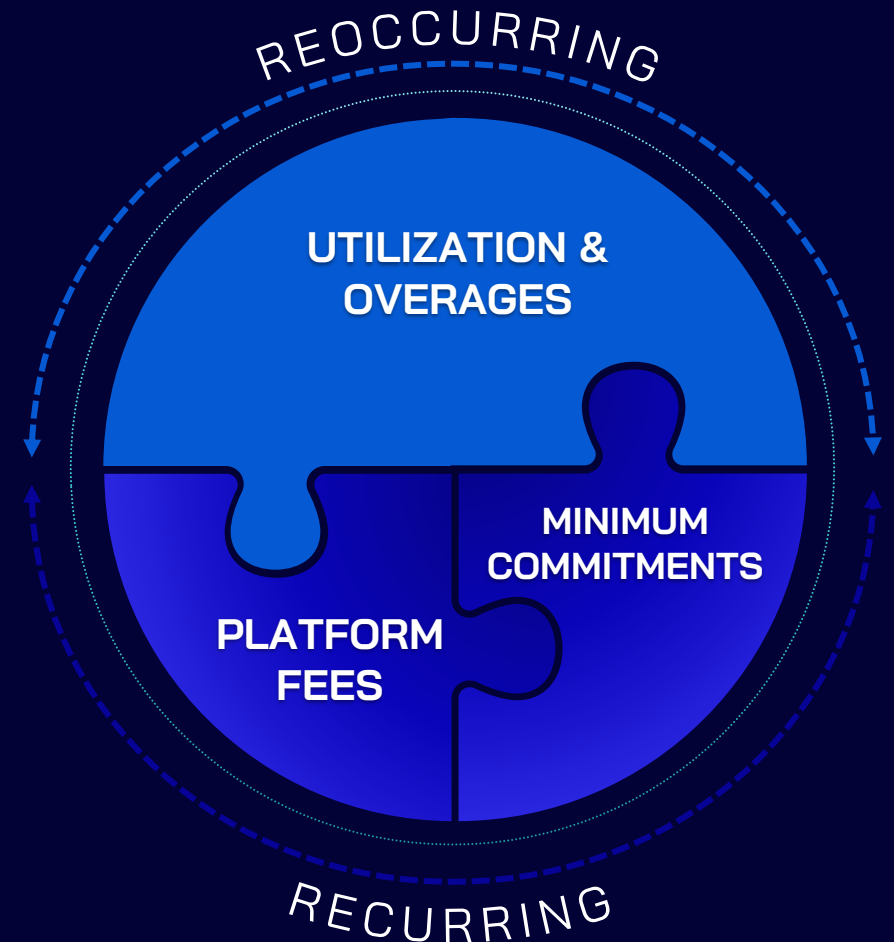 REOCCURRING
UTILIZATION &
OVERAGES
MINIMUM
COMMITMENTS
PLATFORM
FEES
RECURRING